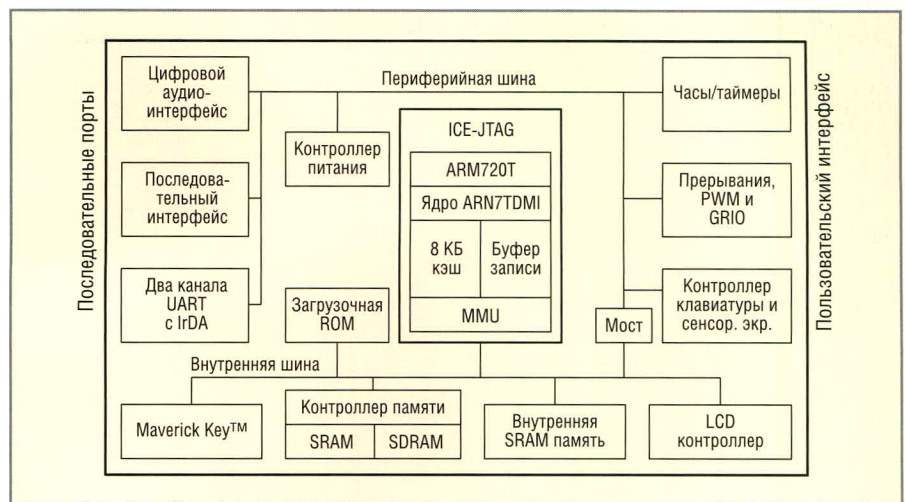 Последовательные порты
Цифровой
аудио-
интерфейс
Периферийная шина
Часы/таймеры
Пользовательский интерфейс
Контроллер
питания
ICE-JTAG
ARM720T
Ядро ARN7TDMI
8 КБ
кэш
Буфер
записи
MMU
Последова-
тельный
интерфейс
Прерывания,
PWM и
GRIO
Два канала
UART
с IrDA
Загрузочная
ROM
Мост
Контроллер
клавиатуры и
сенсор. экр.
Внутренняя шина
Maverick Key™
Контроллер памяти
SRAM
SDRAM
Внутренняя
SRAM память
LCD
контроллер